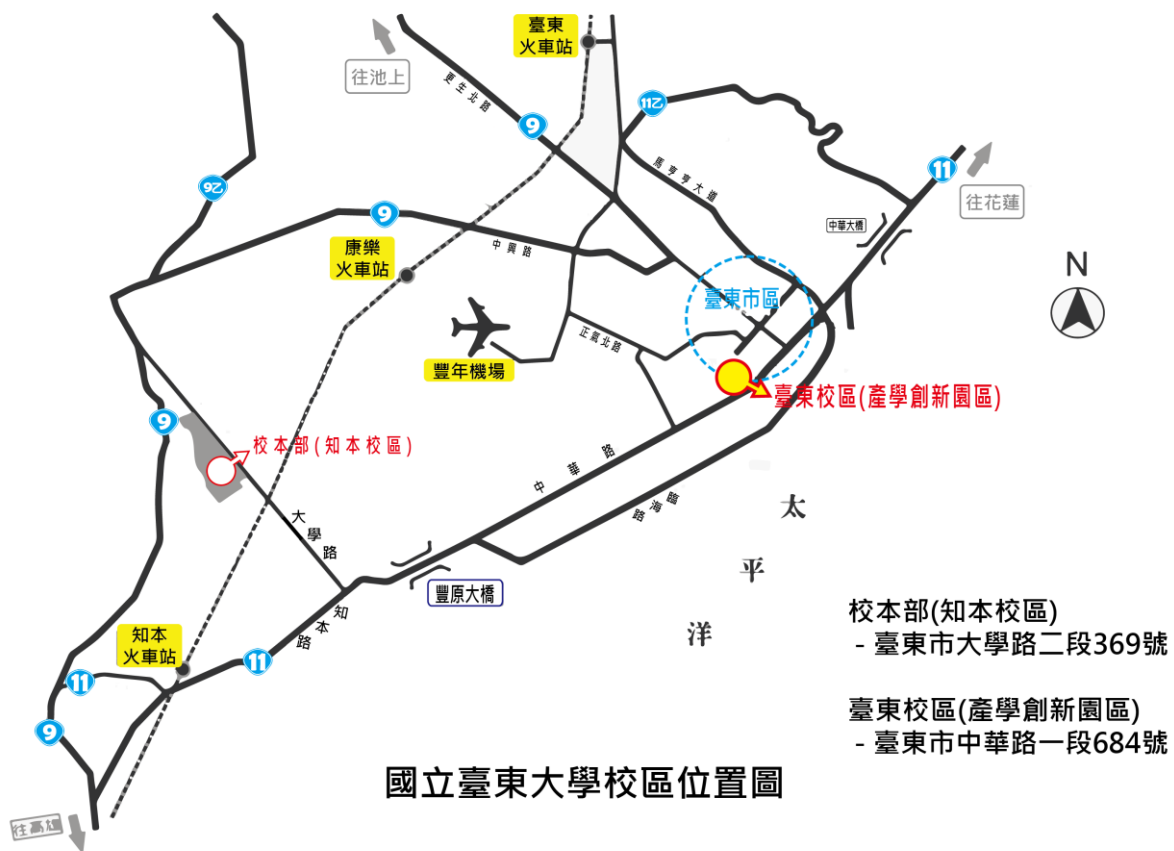 臺東
火車站
往池上
更生北路
9
11乙
11
馬亨亨大道
往花蓮
中華大橋
9乙
9
中興路
康樂
火車站
臺東市區
N
正氣北路
豐年機場
臺東校區(產學創新園區)
9
校本部(知本校區)
中華路
臨海路
大學路
太平洋
豐原大橋
知本路
知本
火車站
11
11
9
往高雄
校本部(知本校區)
- 臺東市大學路二段369號
臺東校區(產學創新園區)
- 臺東市中華路一段684號
國立臺東大學校區位置圖